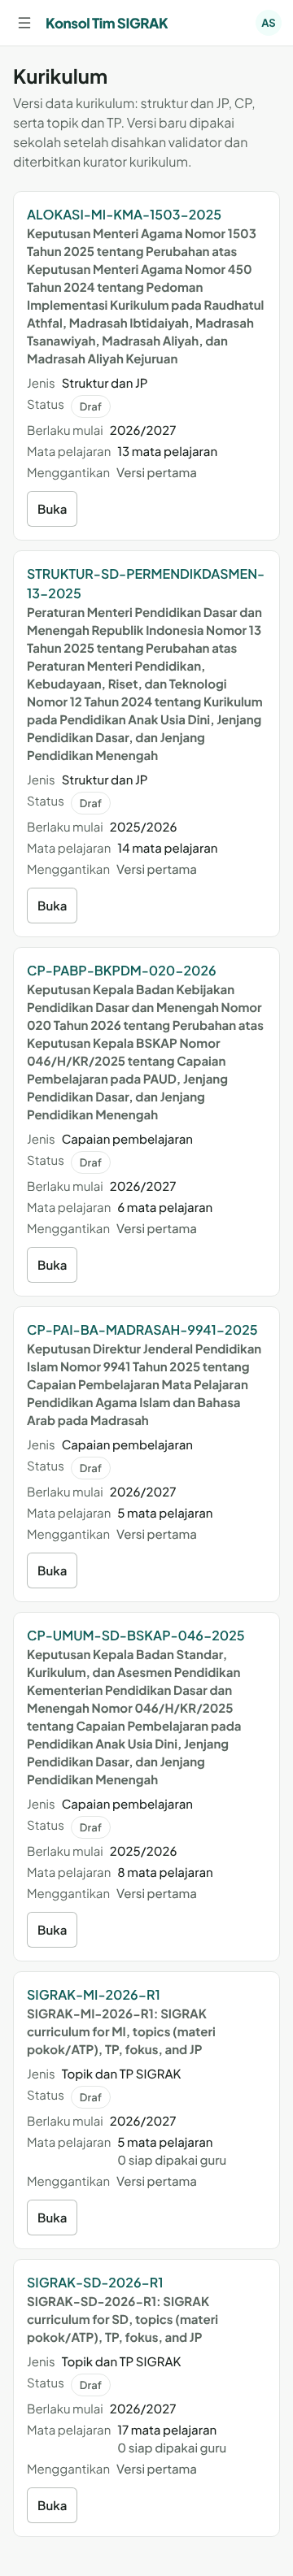 Konsol Tim SIGRAK
AS
Kurikulum
Versi data kurikulum: struktur dan JP, CP,
serta topik dan TP. Versi baru dipakai
sekolah setelah disahkan validator dan
diterbitkan kurator kurikulum.
ALOKASI-MI-KMA-1503-2025
Keputusan Menteri Agama Nomor 1503
Tahun 2025 tentang Perubahan atas
Keputusan Menteri Agama Nomor 450
Tahun 2024 tentang Pedoman
Implementasi Kurikulum pada Raudhatul
Athfal, Madrasah Ibtidaiyah, Madrasah
Tsanawiyah, Madrasah Aliyah, dan
Madrasah Aliyah Kejuruan
Jenis Struktur dan JP
Status Draf
Berlaku mulai 2026/2027
Mata pelajaran 13 mata pelajaran
Menggantikan Versi pertama
Buka
STRUKTUR-SD-PERMENDIKDASMEN-
13-2025
Peraturan Menteri Pendidikan Dasar dan
Menengah Republik Indonesia Nomor 13
Tahun 2025 tentang Perubahan atas
Peraturan Menteri Pendidikan,
Kebudayaan, Riset, dan Teknologi
Nomor 12 Tahun 2024 tentang Kurikulum
pada Pendidikan Anak Usia Dini, Jenjang
Pendidikan Dasar, dan Jenjang
Pendidikan Menengah
Jenis Struktur dan JP
Status Draf
Berlaku mulai 2025/2026
Mata pelajaran 14 mata pelajaran
Menggantikan Versi pertama
Buka
CP-PABP-BKPDM-020-2026
Keputusan Kepala Badan Kebijakan
Pendidikan Dasar dan Menengah Nomor
020 Tahun 2026 tentang Perubahan atas
Keputusan Kepala BSKAP Nomor
046/H/KR/2025 tentang Capaian
Pembelajaran pada PAUD, Jenjang
Pendidikan Dasar, dan Jenjang
Pendidikan Menengah
Jenis Capaian pembelajaran
Status Draf
Berlaku mulai 2026/2027
Mata pelajaran 6 mata pelajaran
Menggantikan Versi pertama
Buka
CP-PAI-BA-MADRASAH-9941-2025
Keputusan Direktur Jenderal Pendidikan
Islam Nomor 9941 Tahun 2025 tentang
Capaian Pembelajaran Mata Pelajaran
Pendidikan Agama Islam dan Bahasa
Arab pada Madrasah
Jenis Capaian pembelajaran
Status Draf
Berlaku mulai 2026/2027
Mata pelajaran 5 mata pelajaran
Menggantikan Versi pertama
Buka
CP-UMUM-SD-BSKAP-046-2025
Keputusan Kepala Badan Standar,
Kurikulum, dan Asesmen Pendidikan
Kementerian Pendidikan Dasar dan
Menengah Nomor 046/H/KR/2025
tentang Capaian Pembelajaran pada
Pendidikan Anak Usia Dini, Jenjang
Pendidikan Dasar, dan Jenjang
Pendidikan Menengah
Jenis Capaian pembelajaran
Status Draf
Berlaku mulai 2025/2026
Mata pelajaran 8 mata pelajaran
Menggantikan Versi pertama
Buka
SIGRAK-MI-2026-R1
SIGRAK-MI-2026-R1: SIGRAK
curriculum for MI, topics (materi
pokok/ATP), TP, fokus, and JP
Jenis Topik dan TP SIGRAK
Status Draf
Berlaku mulai 2026/2027
Mata pelajaran 5 mata pelajaran
0 siap dipakai guru
Menggantikan Versi pertama
Buka
SIGRAK-SD-2026-R1
SIGRAK-SD-2026-R1: SIGRAK
curriculum for SD, topics (materi
pokok/ATP), TP, fokus, and JP
Jenis Topik dan TP SIGRAK
Status Draf
Berlaku mulai 2026/2027
Mata pelajaran 17 mata pelajaran
0 siap dipakai guru
Menggantikan Versi pertama
Buka